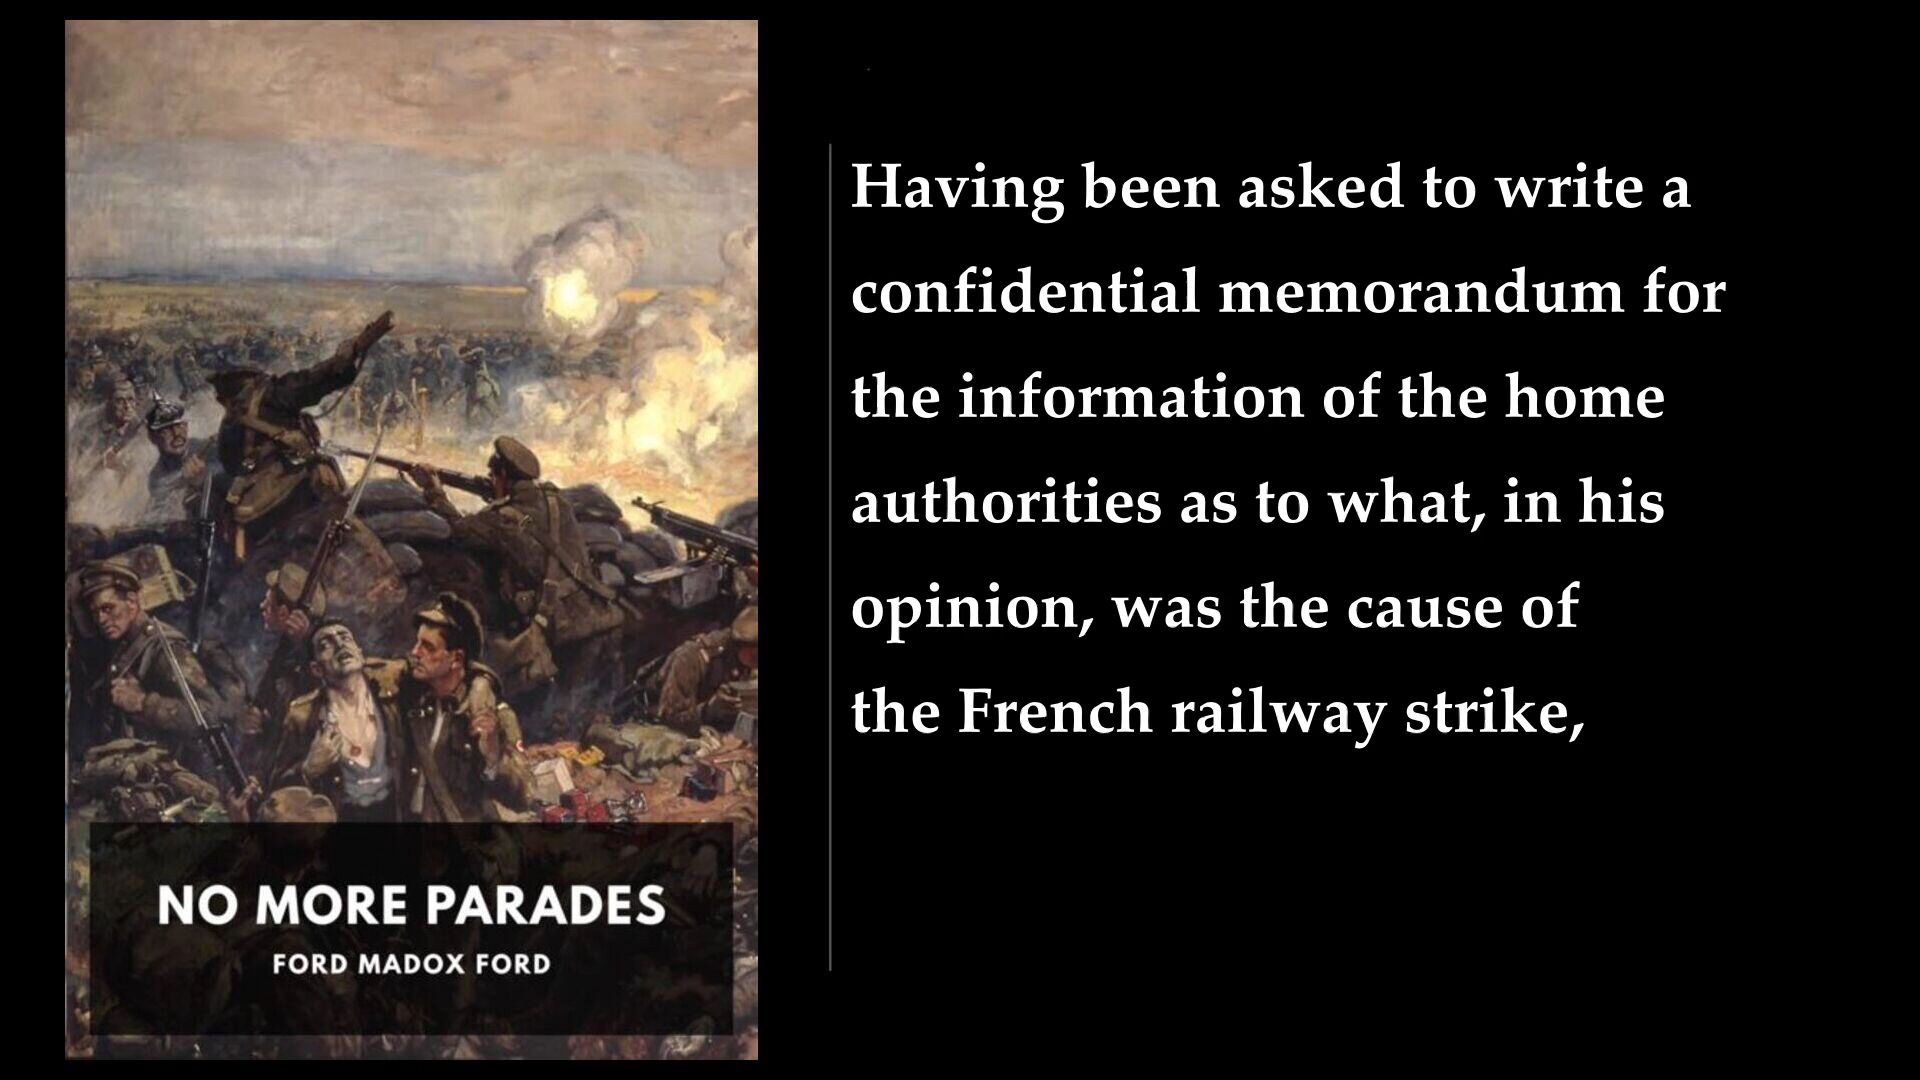 NO MORE PARADES
FORD MADOX FORD
Having been asked to write a
confidential memorandum for
the information of the home
authorities as to what, in his
opinion, was the cause of
the French railway strike,